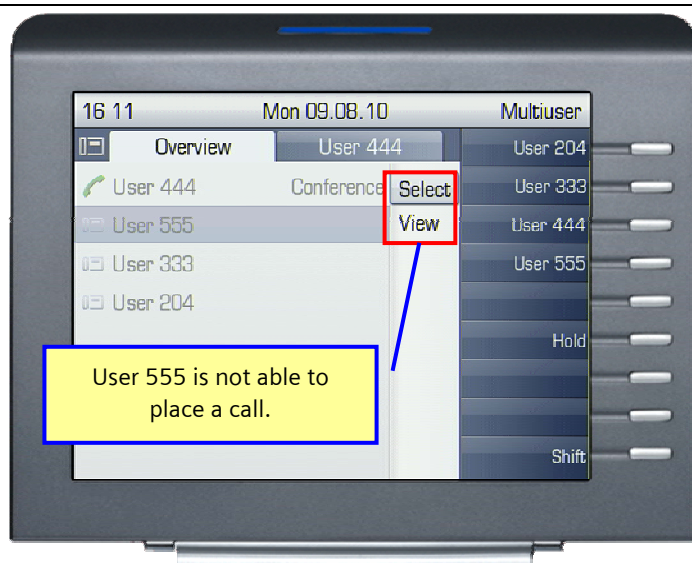 16 11 Mon 09.08.10 Multiuser
Overview User 444 User 204
User 444 Conference Select User 333
User 555 View User 444
User 333 User 555
User 204
Hold
User 555 is not able to
place a call.
Shift